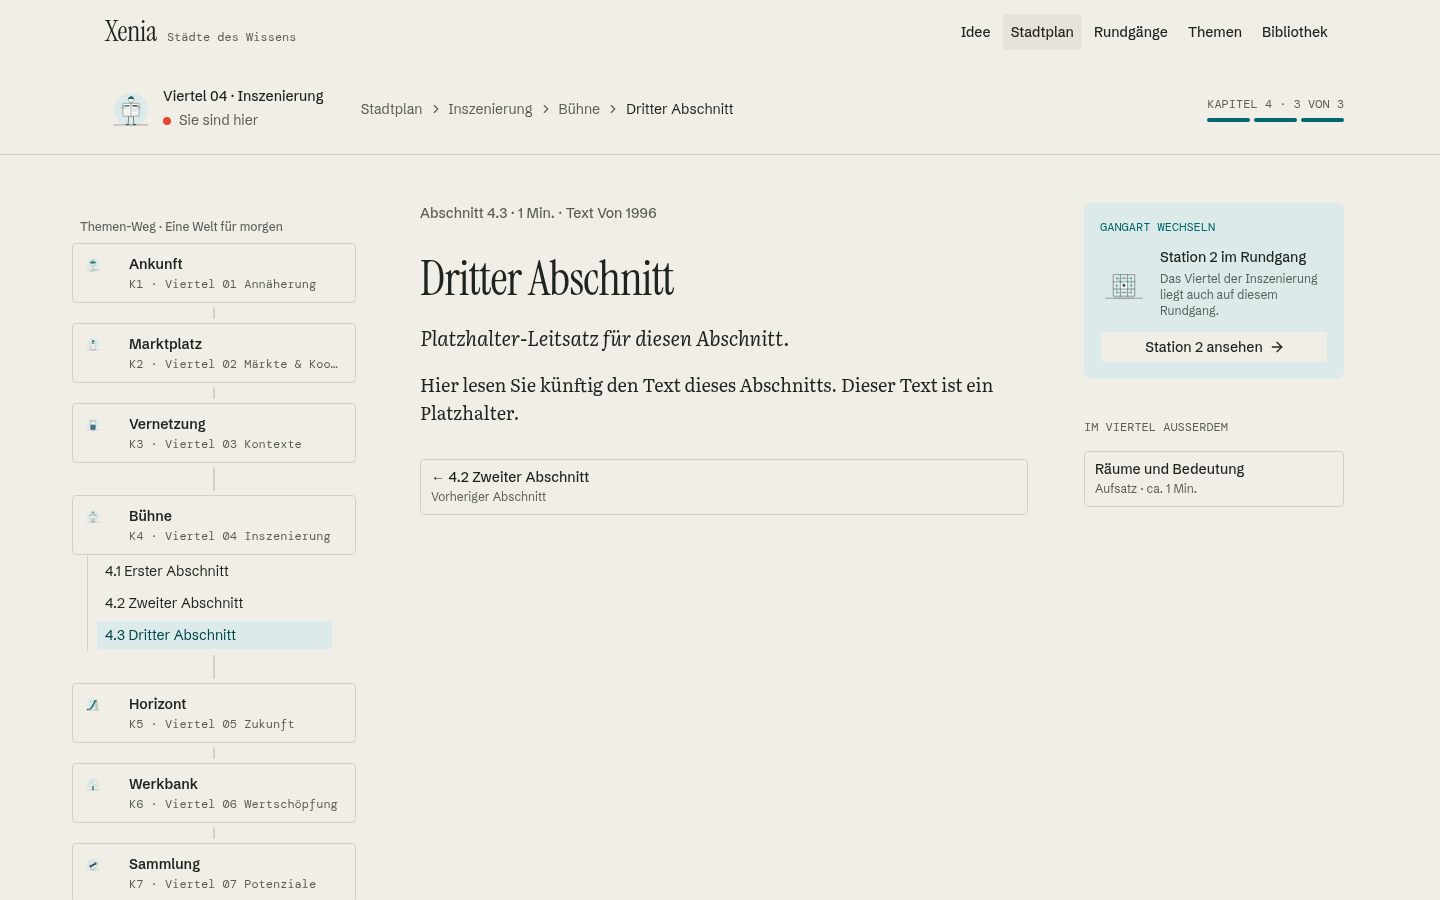 Xenia Städte des Wissens
Idee Stadtplan Rundgänge Themen Bibliothek
Viertel 04 · Inszenierung
Sie sind hier
Stadtplan > Inszenierung > Bühne > Dritter Abschnitt
KAPITEL 4 · 3 VON 3
Themen-Weg · Eine Welt für morgen
Ankunft
K1 · Viertel 01 Annäherung
Marktplatz
K2 · Viertel 02 Märkte & Koo…
Vernetzung
K3 · Viertel 03 Kontexte
Bühne
K4 · Viertel 04 Inszenierung
4.1 Erster Abschnitt
4.2 Zweiter Abschnitt
4.3 Dritter Abschnitt
Horizont
K5 · Viertel 05 Zukunft
Werkbank
K6 · Viertel 06 Wertschöpfung
Sammlung
K7 · Viertel 07 Potenziale
Abschnitt 4.3 · 1 Min. · Text Von 1996
Dritter Abschnitt
Platzhalter-Leitsatz für diesen Abschnitt.
Hier lesen Sie künftig den Text dieses Abschnitts. Dieser Text ist ein
Platzhalter.
← 4.2 Zweiter Abschnitt
Vorheriger Abschnitt
GANGART WECHSELN
Station 2 im Rundgang
Das Viertel der Inszenierung
liegt auch auf diesem
Rundgang.
Station 2 ansehen →
IM VIERTEL AUSSERDEM
Räume und Bedeutung
Aufsatz · ca. 1 Min.